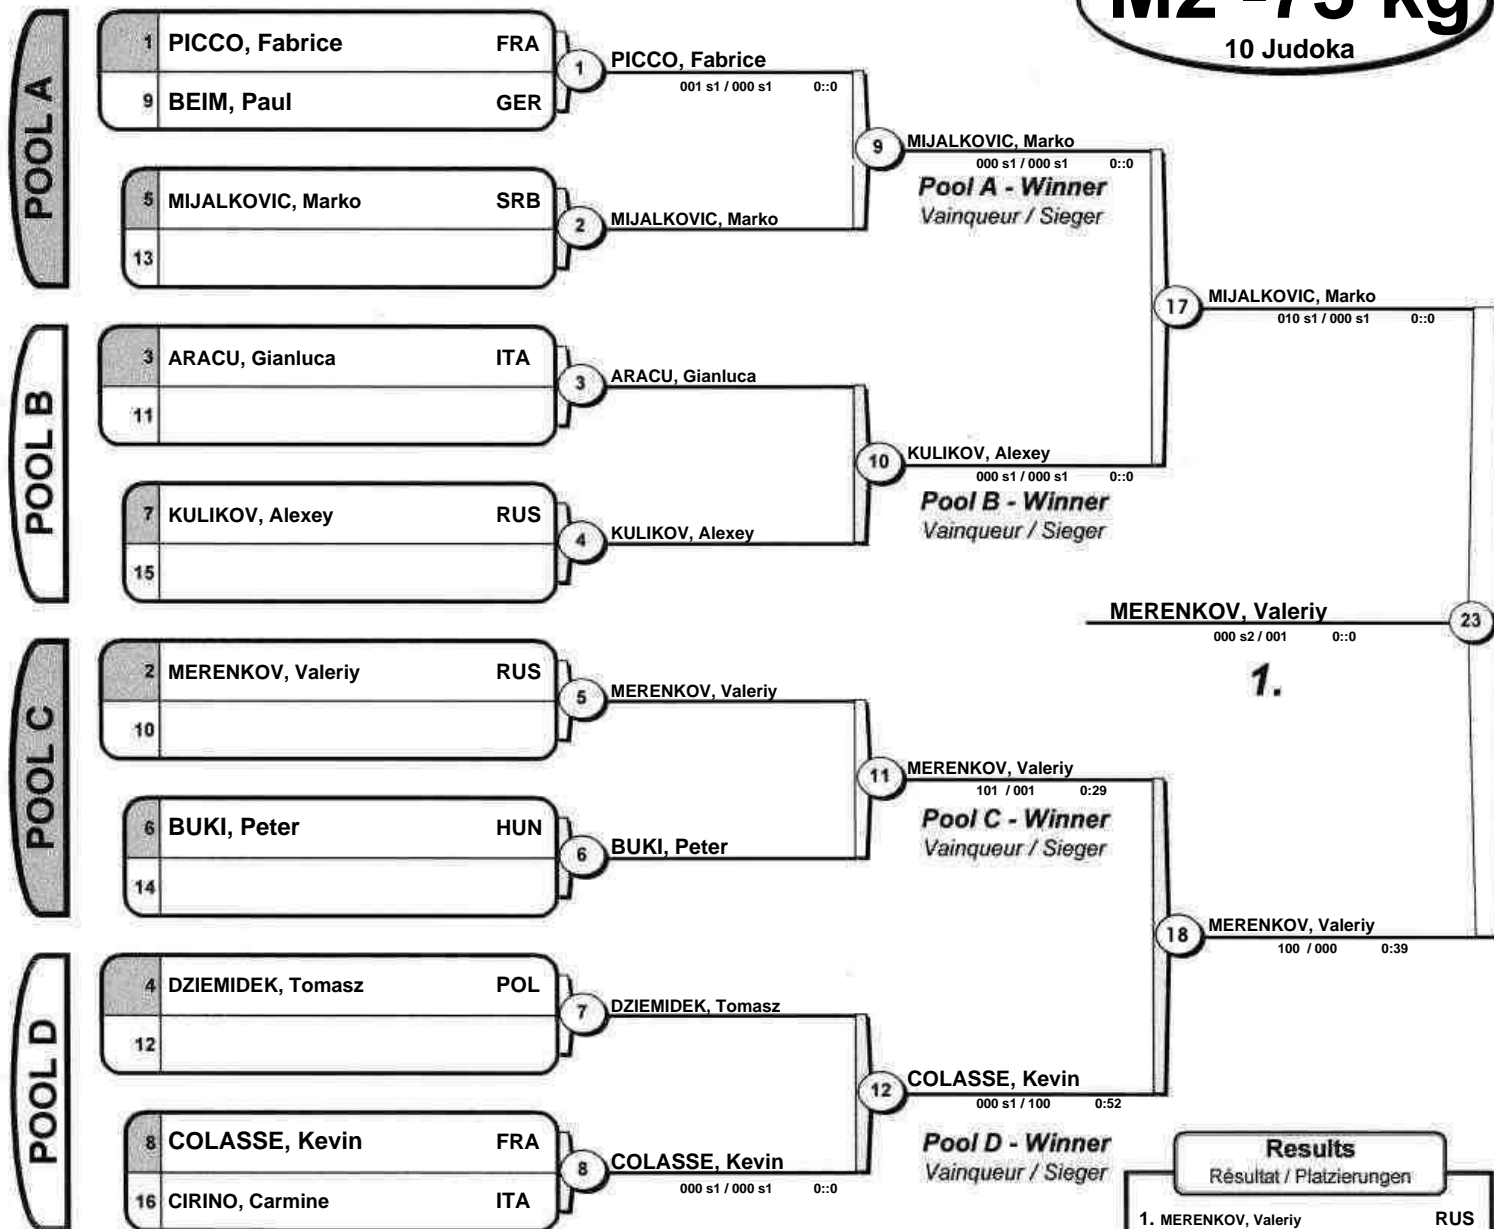 M2 -73 kg
10 Judoka
POOL A
1 PICCO, Fabrice FRA
9 BEIM, Paul GER
5 MIJALKOVIC, Marko SRB
13
1 PICCO, Fabrice
001 s1 / 000 s1 0::0
2 MIJALKOVIC, Marko
9 MIJALKOVIC, Marko
000 s1 / 000 s1 0::0
Pool A - Winner
Vainqueur / Sieger
POOL B
3 ARACU, Gianluca ITA
11
7 KULIKOV, Alexey RUS
15
3 ARACU, Gianluca
4 KULIKOV, Alexey
10 KULIKOV, Alexey
000 s1 / 000 s1 0::0
Pool B - Winner
Vainqueur / Sieger
17 MIJALKOVIC, Marko
010 s1 / 000 s1 0::0
MERENKOV, Valeriy 23
000 s2 / 001 0::0
1.
POOL C
2 MERENKOV, Valeriy RUS
10
6 BUKI, Peter HUN
14
5 MERENKOV, Valeriy
6 BUKI, Peter
11 MERENKOV, Valeriy
101 / 001 0:29
Pool C - Winner
Vainqueur / Sieger
18 MERENKOV, Valeriy
100 / 000 0:39
POOL D
4 DZIEMIDEK, Tomasz POL
12
8 COLASSE, Kevin FRA
16 CIRINO, Carmine ITA
7 DZIEMIDEK, Tomasz
8 COLASSE, Kevin
000 s1 / 000 s1 0::0
12 COLASSE, Kevin
000 s1 / 100 0:52
Pool D - Winner
Vainqueur / Sieger
Results
Résultat / Platzierungen
1. MERENKOV, Valeriy RUS